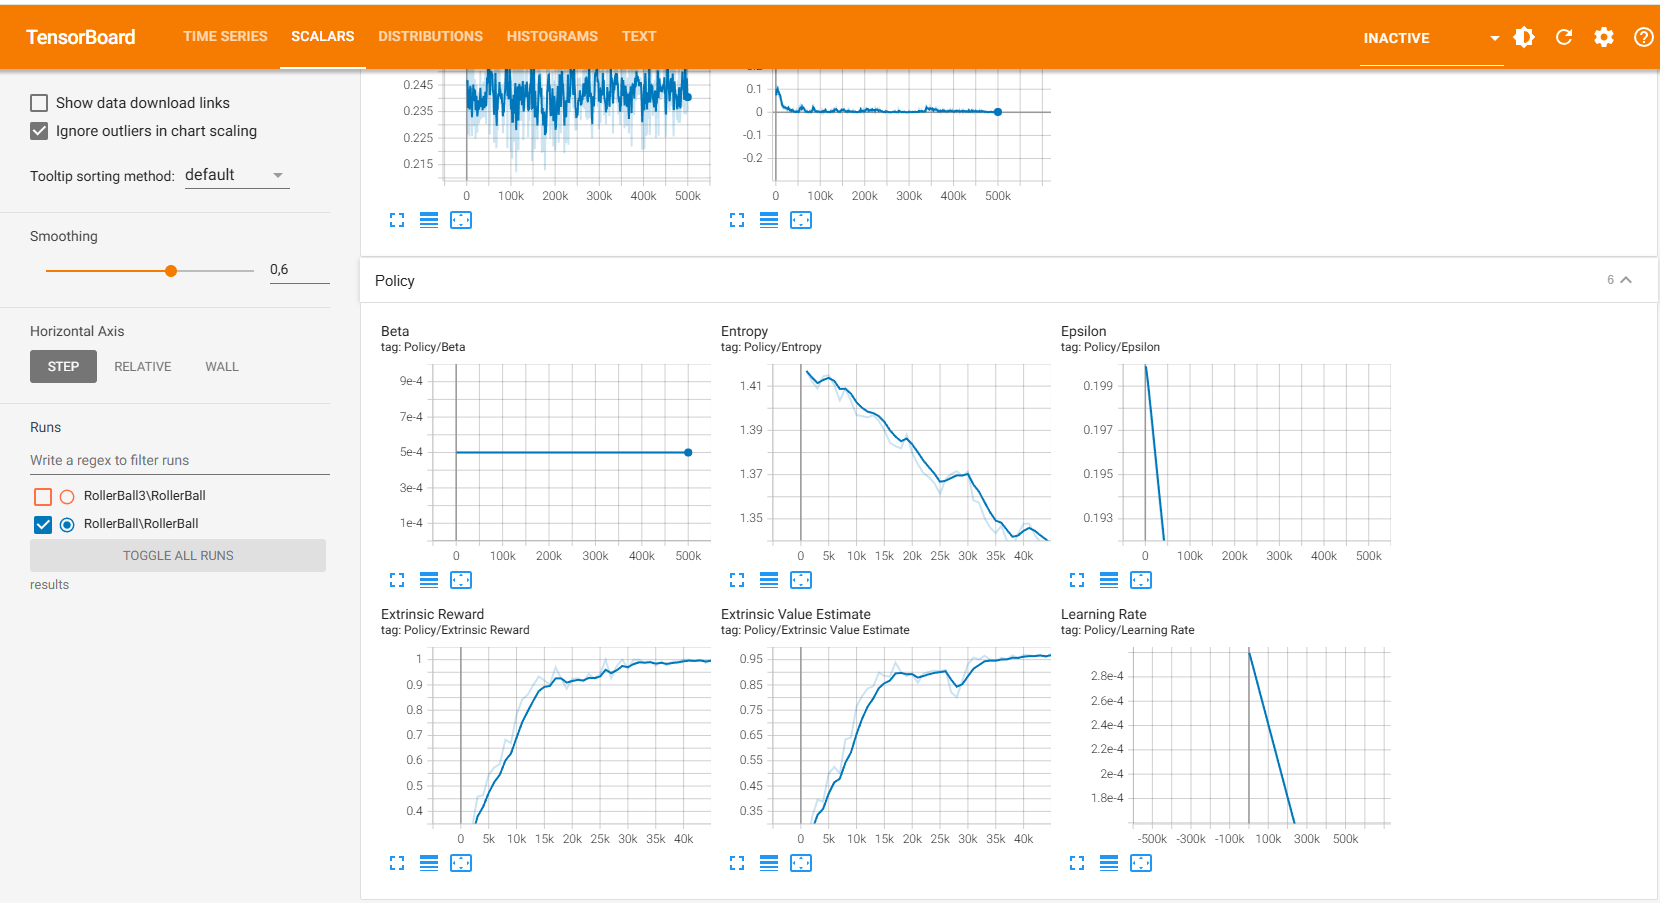 TensorBoard
TIME SERIES SCALARS DISTRIBUTIONS HISTOGRAMS TEXT
INACTIVE
Show data download links
Ignore outliers in chart scaling
Tooltip sorting method: default
Smoothing
0,6
Horizontal Axis
STEP RELATIVE WALL
Runs
Write a regex to filter runs
RollerBall3\RollerBall
RollerBall\RollerBall
TOGGLE ALL RUNS
results
0.245
0.235
0.225
0.215
0 100k 200k 300k 400k 500k
0.2
0.1
0
-0.1
-0.2
0 100k 200k 300k 400k 500k
Policy
6
Beta
tag: Policy/Beta
9e-4
7e-4
5e-4
3e-4
1e-4
0 100k 200k 300k 400k 500k
Entropy
tag: Policy/Entropy
1.41
1.39
1.37
1.35
0 5k 10k 15k 20k 25k 30k 35k 40k
Epsilon
tag: Policy/Epsilon
0.199
0.197
0.195
0.193
0 100k 200k 300k 400k 500k
Extrinsic Reward
tag: Policy/Extrinsic Reward
1
0.9
0.8
0.7
0.6
0.5
0.4
0 5k 10k 15k 20k 25k 30k 35k 40k
Extrinsic Value Estimate
tag: Policy/Extrinsic Value Estimate
0.95
0.85
0.75
0.65
0.55
0.45
0.35
0 5k 10k 15k 20k 25k 30k 35k 40k
Learning Rate
tag: Policy/Learning Rate
2.8e-4
2.6e-4
2.4e-4
2.2e-4
2e-4
1.8e-4
-500k -300k -100k 100k 300k 500k